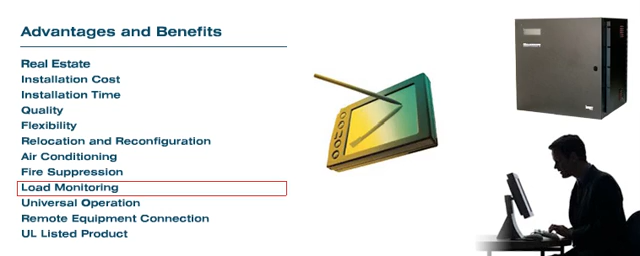 Advantages and Benefits
Real Estate
Installation Cost
Installation Time
Quality
Flexibility
Relocation and Reconfiguration
Air Conditioning
Fire Suppression
Load Monitoring
Universal Operation
Remote Equipment Connection
UL Listed Product